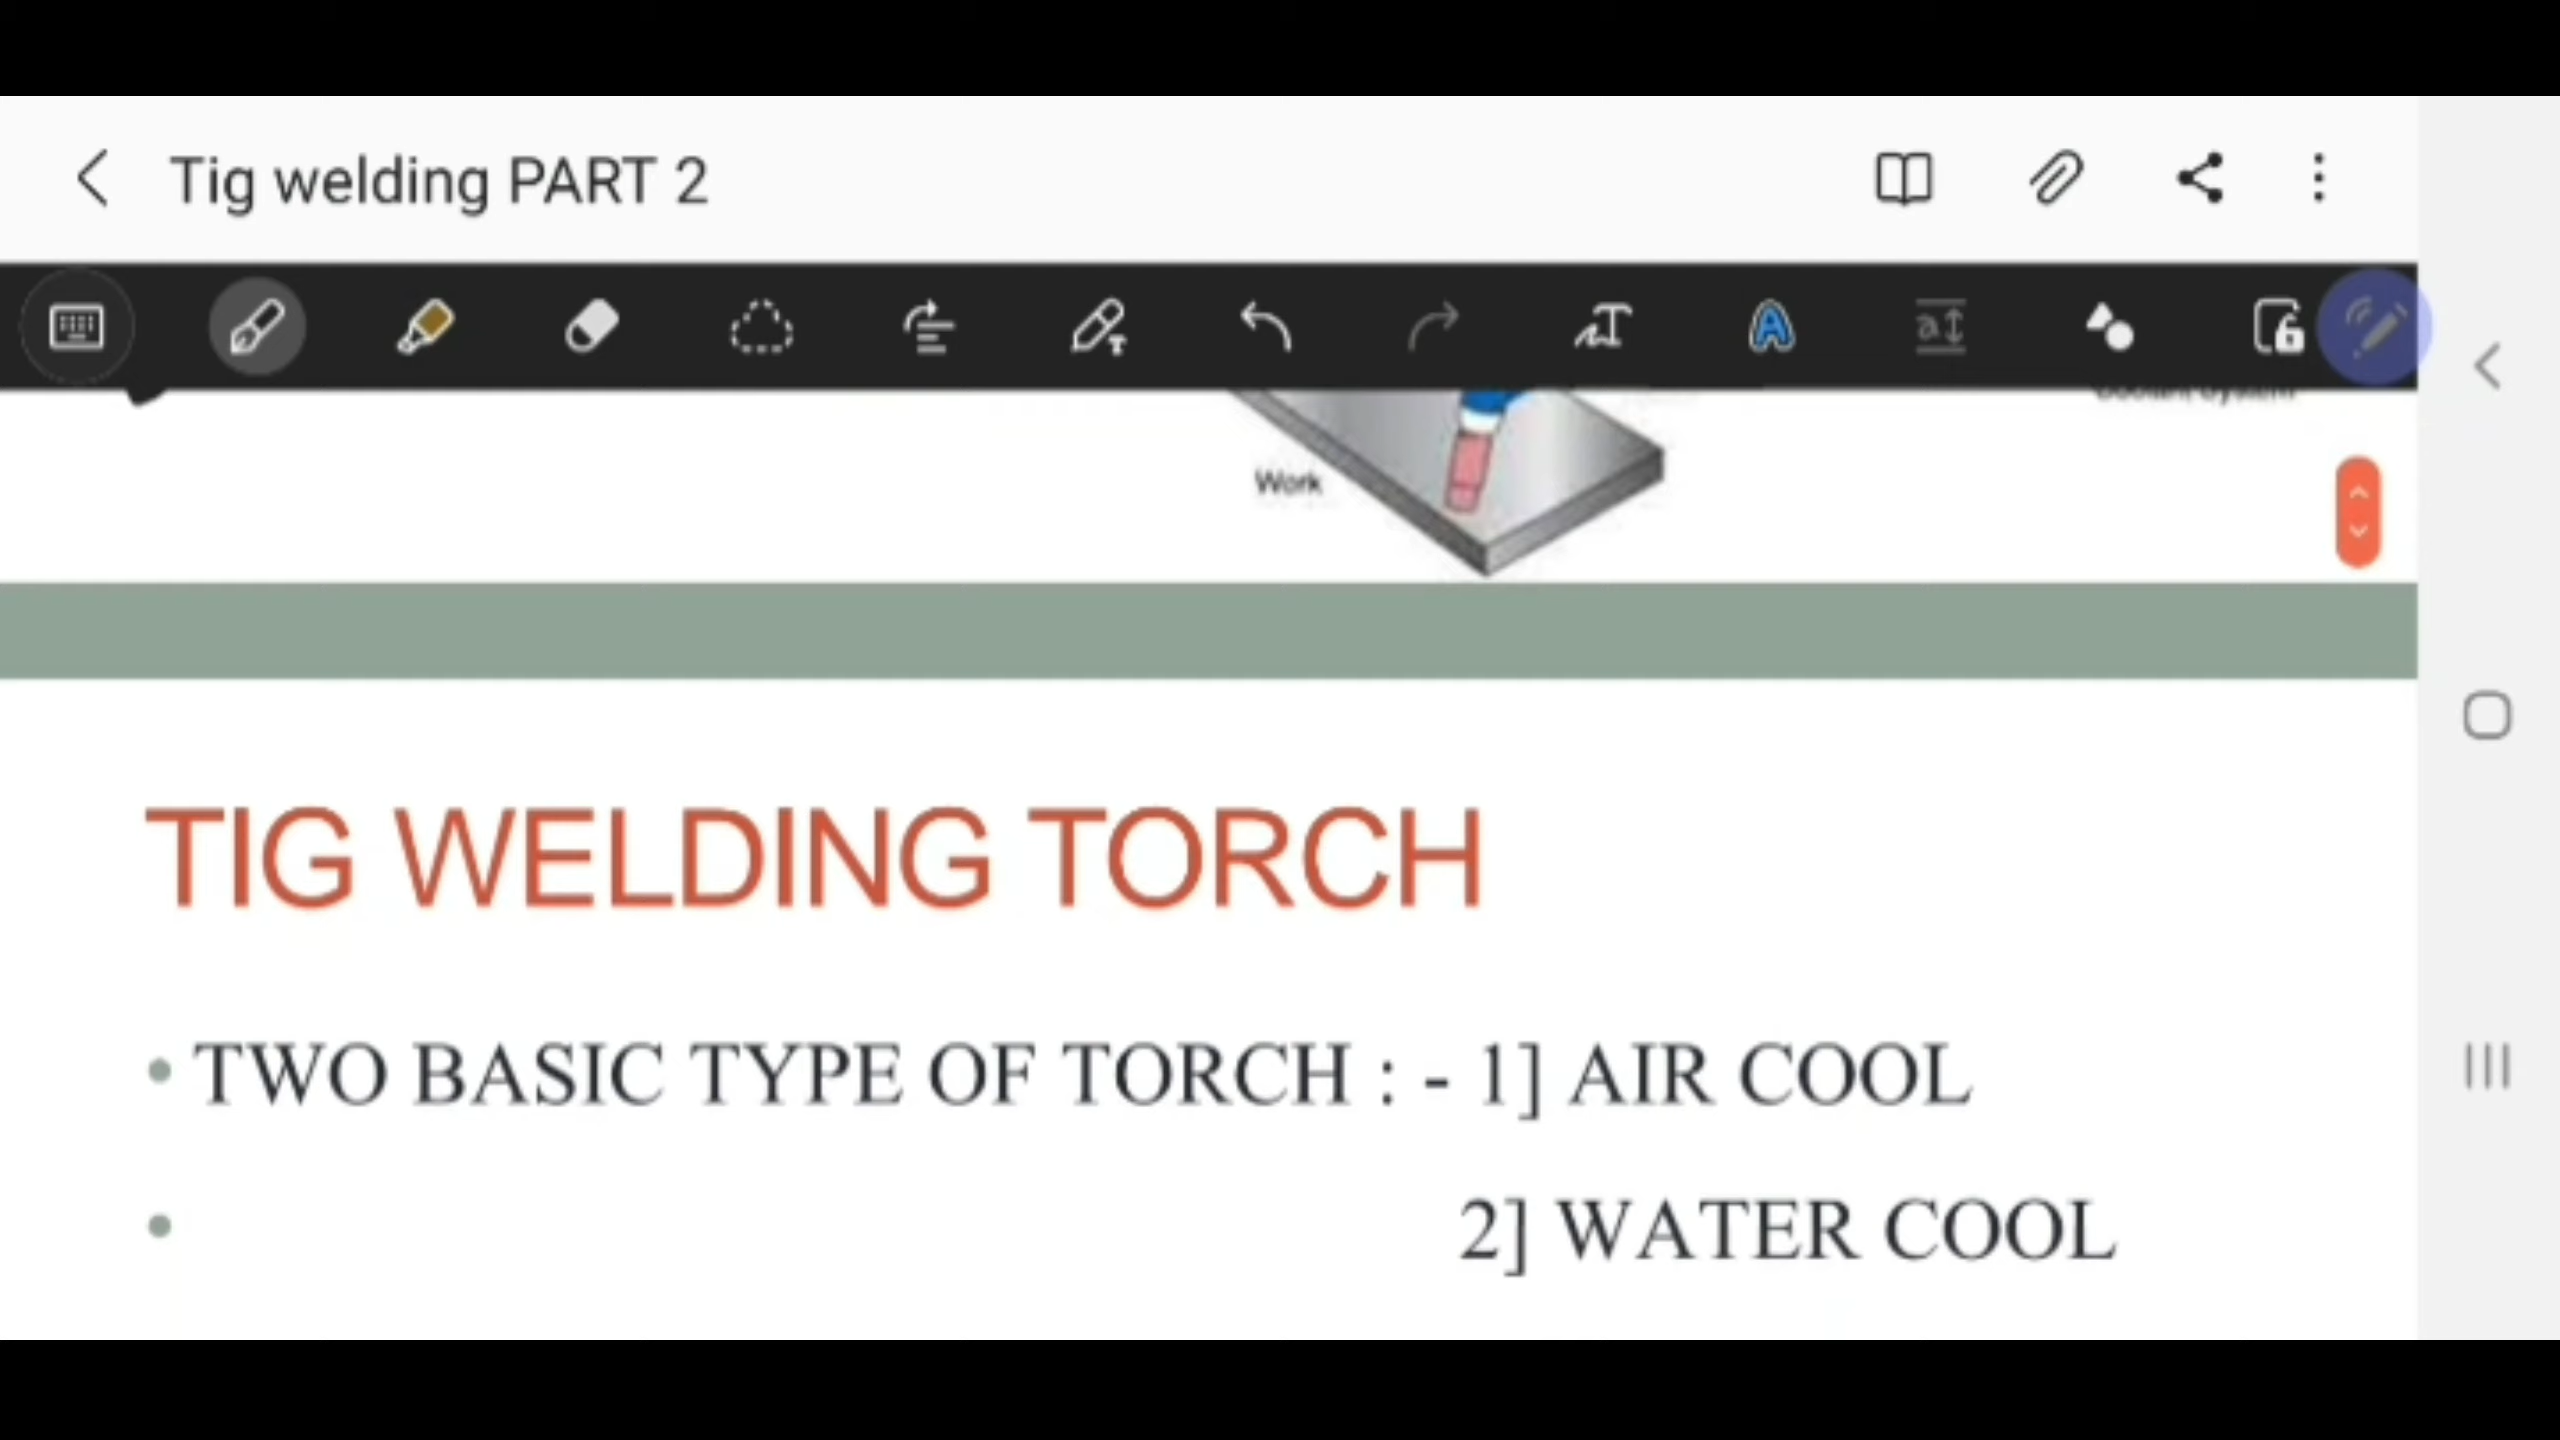 Tig welding PART 2
Work
TIG WELDING TORCH
• TWO BASIC TYPE OF TORCH : - 1] AIR COOL
• 2] WATER COOL